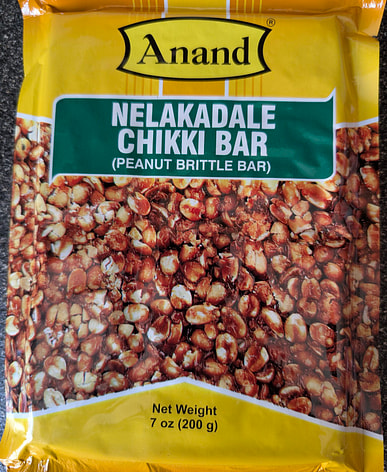 Anand®
NELAKADALE
CHIKKI BAR
(PEANUT BRITTLE BAR)
Net Weight
7 oz (200 g)